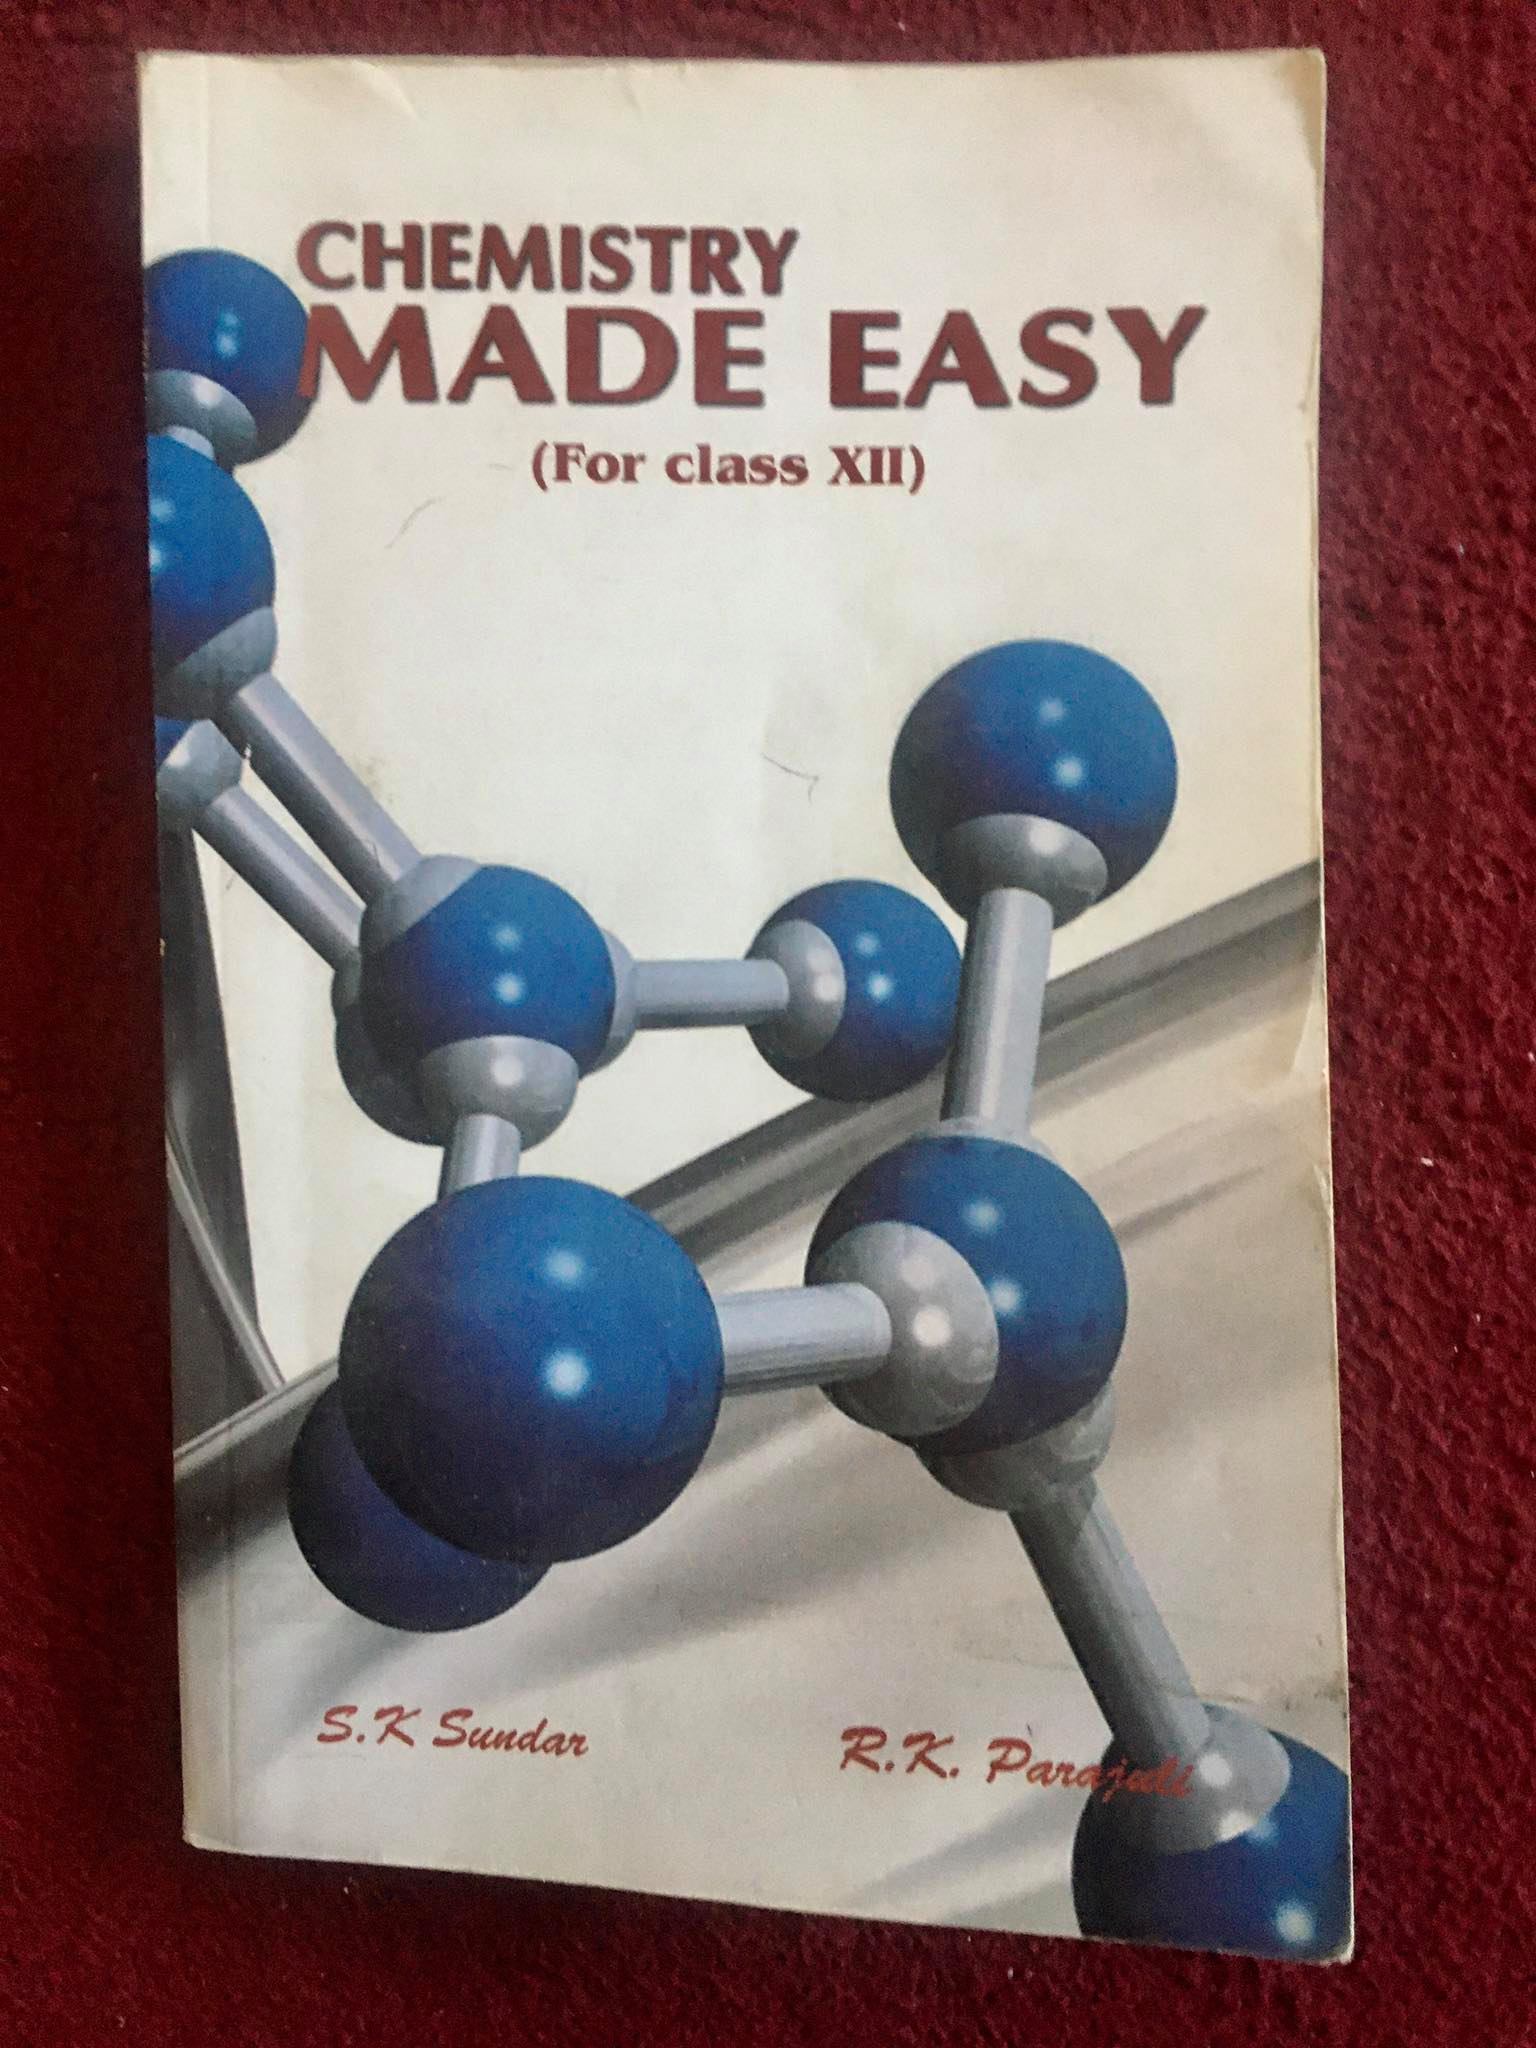 CHEMISTRY
MADE EASY
(For class XII)
S.K Sundar
R.K. Parajuli